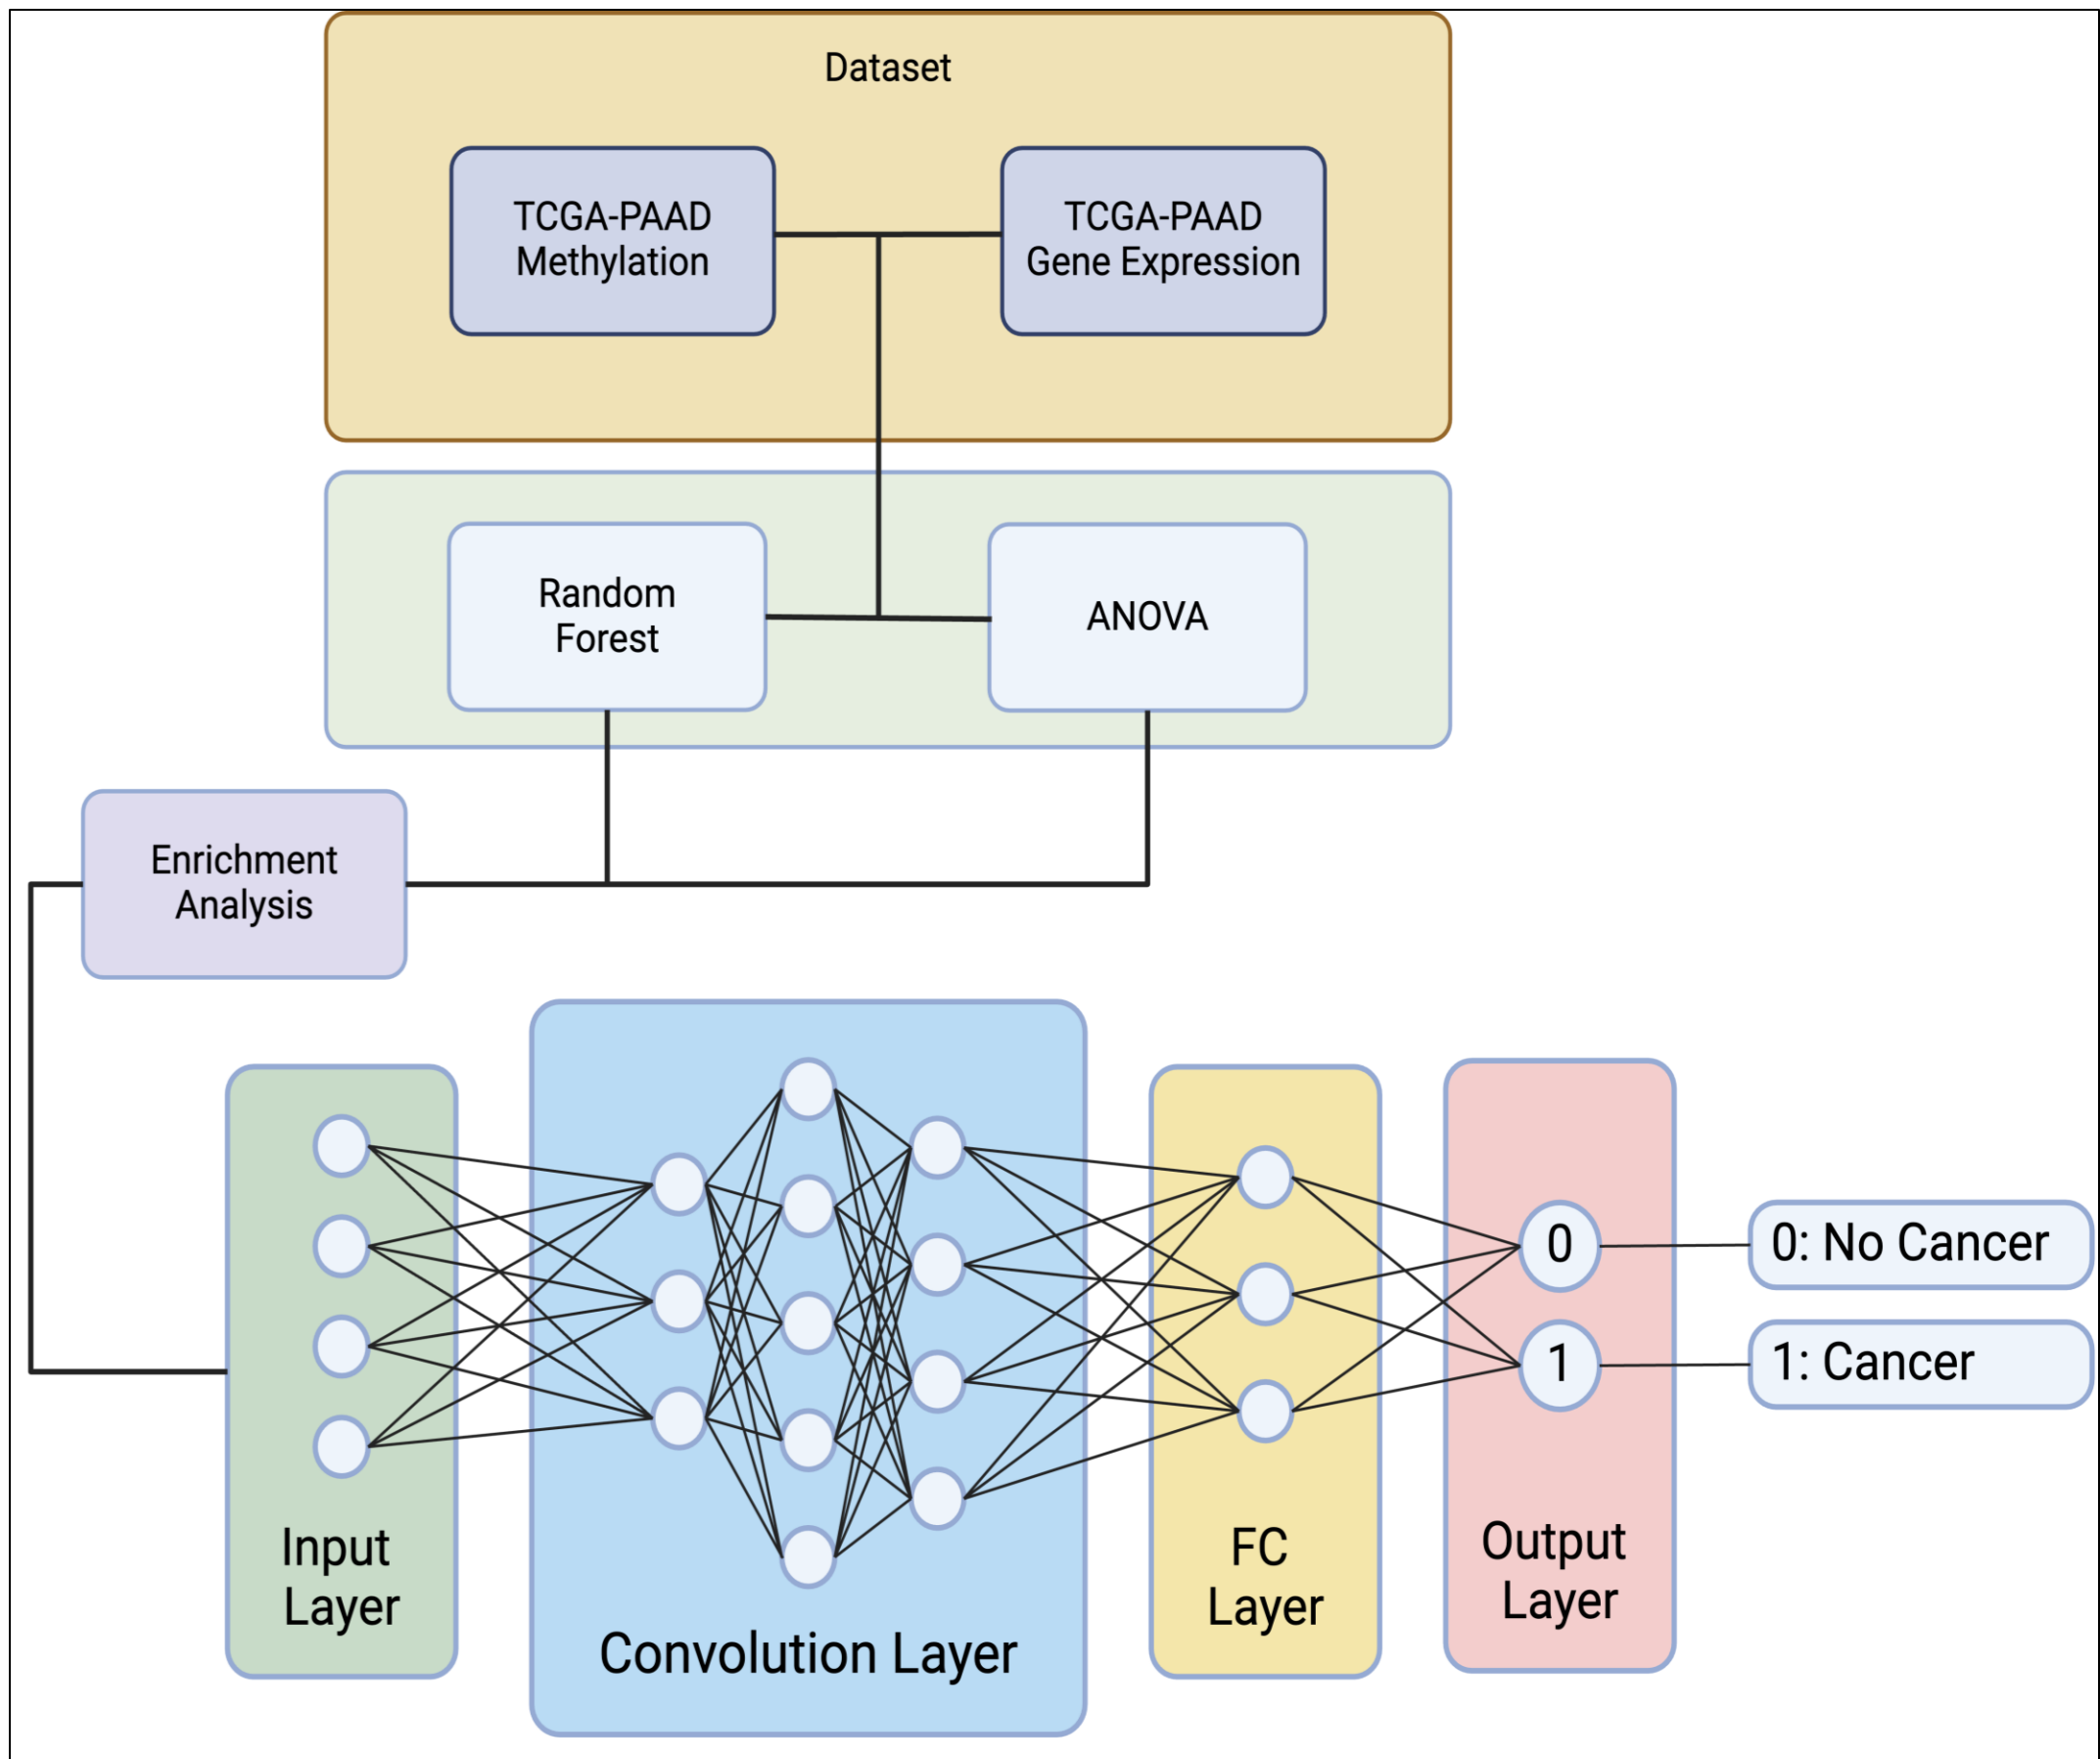 Dataset
TCGA-PAAD
Methylation
TCGA-PAAD
Gene Expression
Random
Forest
ANOVA
Enrichment
Analysis
Input
Layer
Convolution Layer
FC
Layer
Output
Layer
0
1
0: No Cancer
1: Cancer